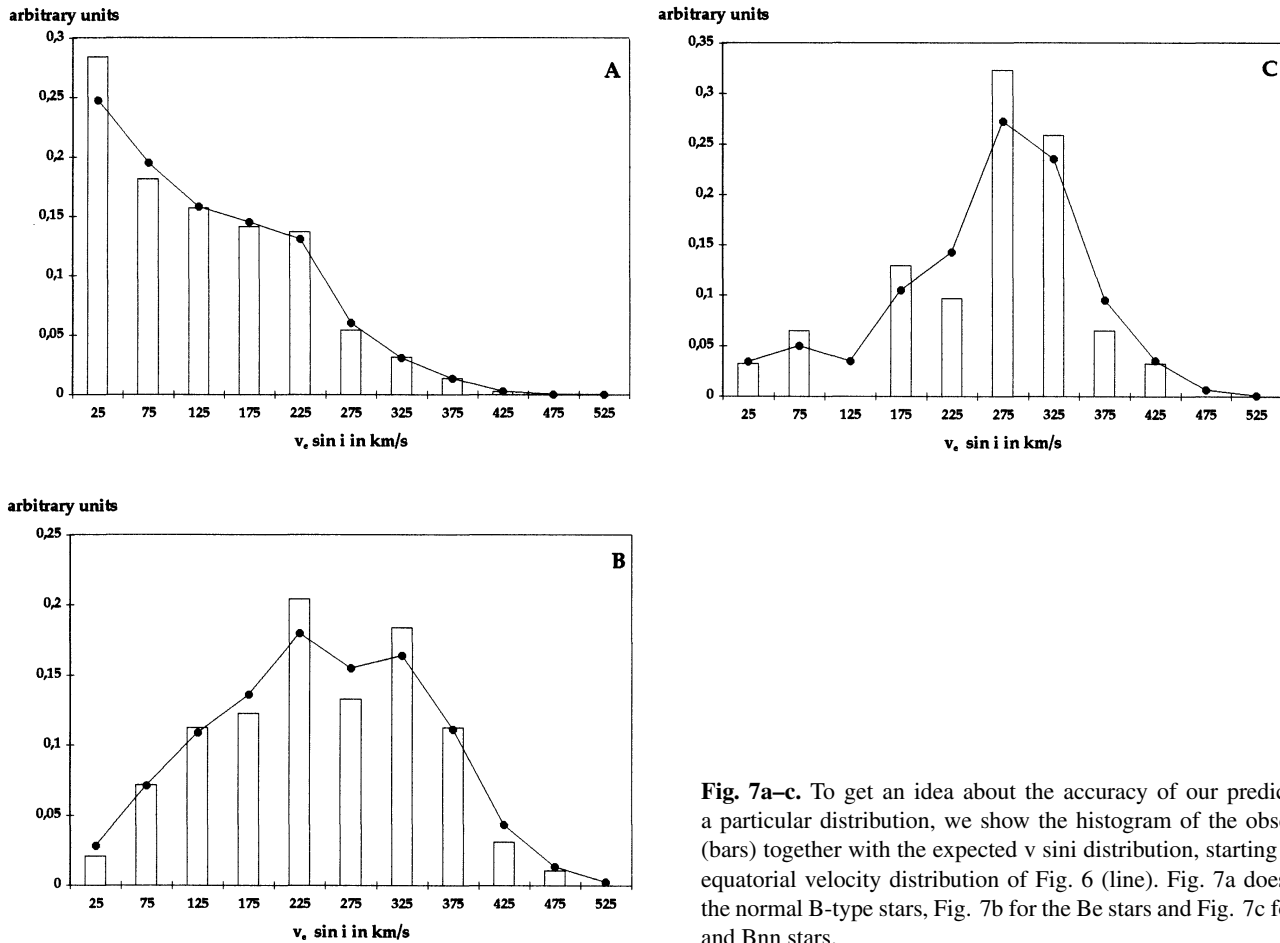 arbitrary units
0,3
0,25
0,2
0,15
0,1
0,05
0
A
25 75 125 175 225 275 325 375 425 475 525
v_e sin i in km/s
arbitrary units
0,35
0,3
0,25
0,2
0,15
0,1
0,05
0
C
25 75 125 175 225 275 325 375 425 475 525
v_e sin i in km/s
arbitrary units
0,25
0,2
0,15
0,1
0,05
0
B
25 75 125 175 225 275 325 375 425 475 525
v_e sin i in km/s
Fig. 7a–c. To get an idea about the accuracy of our predic
a particular distribution, we show the histogram of the obse
(bars) together with the expected v sini distribution, starting
equatorial velocity distribution of Fig. 6 (line). Fig. 7a does
the normal B-type stars, Fig. 7b for the Be stars and Fig. 7c f
and Bnn stars.